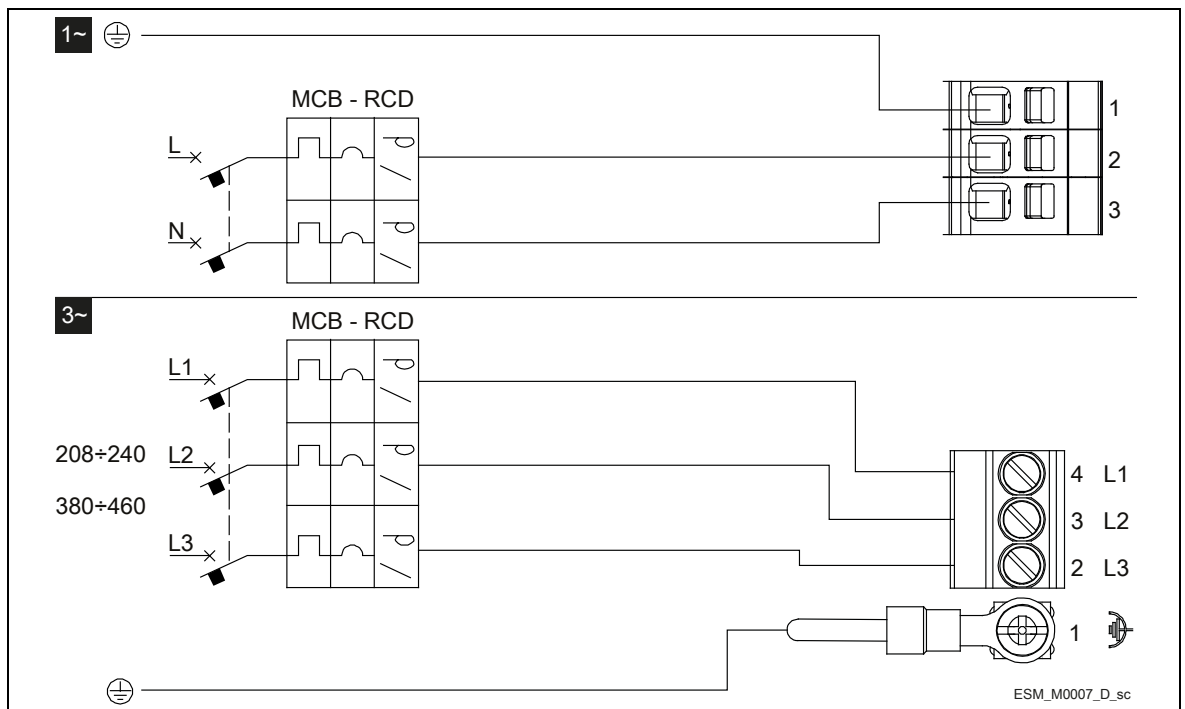 1~
MCB - RCD
L
N
1
2
3
3~
MCB - RCD
L1
208÷240 L2
380÷460
L3
4 L1
3 L2
2 L3
1
ESM_M0007_D_sc